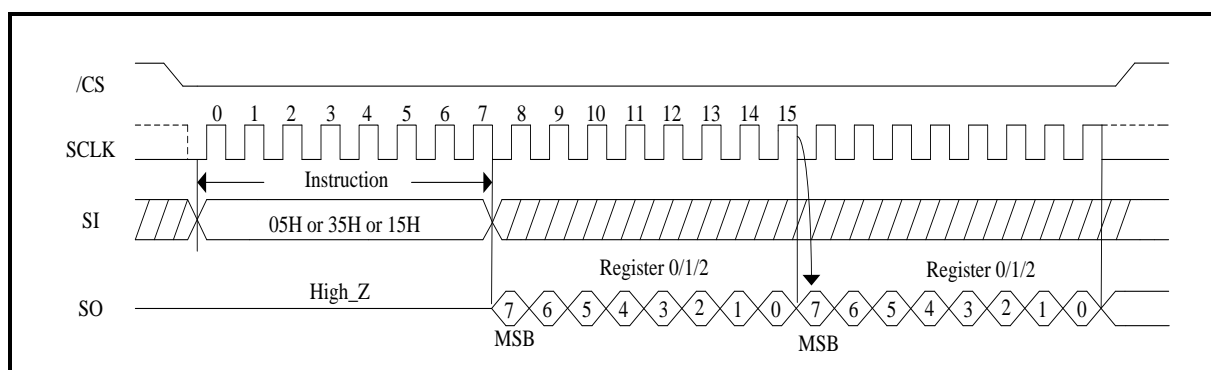 /CS
0 1 2 3 4 5 6 7 8 9 10 11 12 13 14 15
SCLK
Instruction
SI
05H or 35H or 15H
Register 0/1/2 Register 0/1/2
High_Z
SO
7 6 5 4 3 2 1 0 7 6 5 4 3 2 1 0
MSB MSB